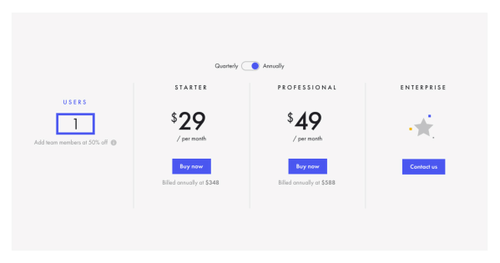 Quarterly Annually
USERS
1
Add team members at 50% off
STARTER
$29
/ per month
Buy now
Billed annually at $348
PROFESSIONAL
$49
/ per month
Buy now
Billed annually at $588
ENTERPRISE
Contact us